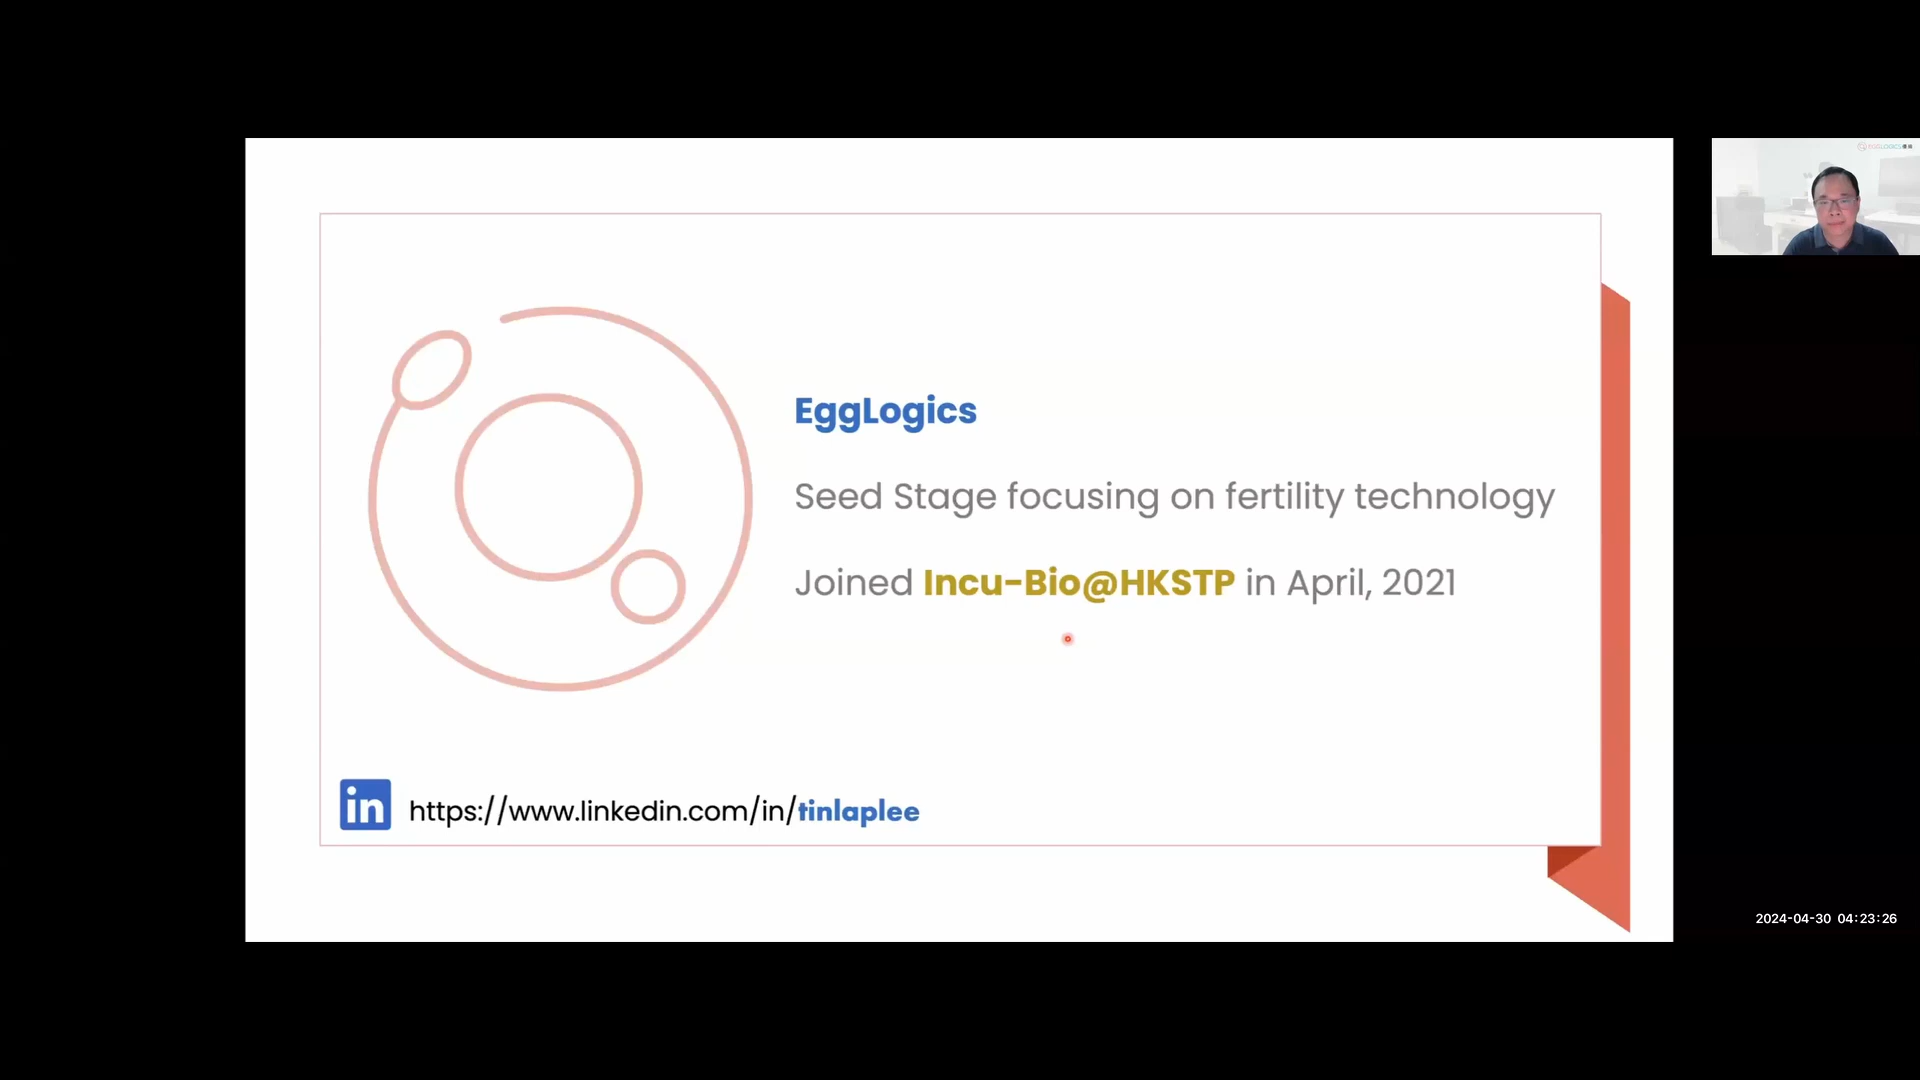 EggLogics
Seed Stage focusing on fertility technology
Joined Incu-Bio@HKSTP in April, 2021
in https://www.linkedin.com/in/tinlaplee
2024-04-30 04:23:26